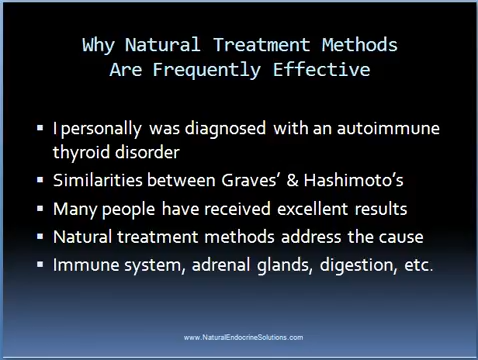 Why Natural Treatment Methods
Are Frequently Effective
▪ I personally was diagnosed with an autoimmune
thyroid disorder
▪ Similarities between Graves’ & Hashimoto’s
▪ Many people have received excellent results
▪ Natural treatment methods address the cause
▪ Immune system, adrenal glands, digestion, etc.
www.NaturalEndocrineSolutions.com